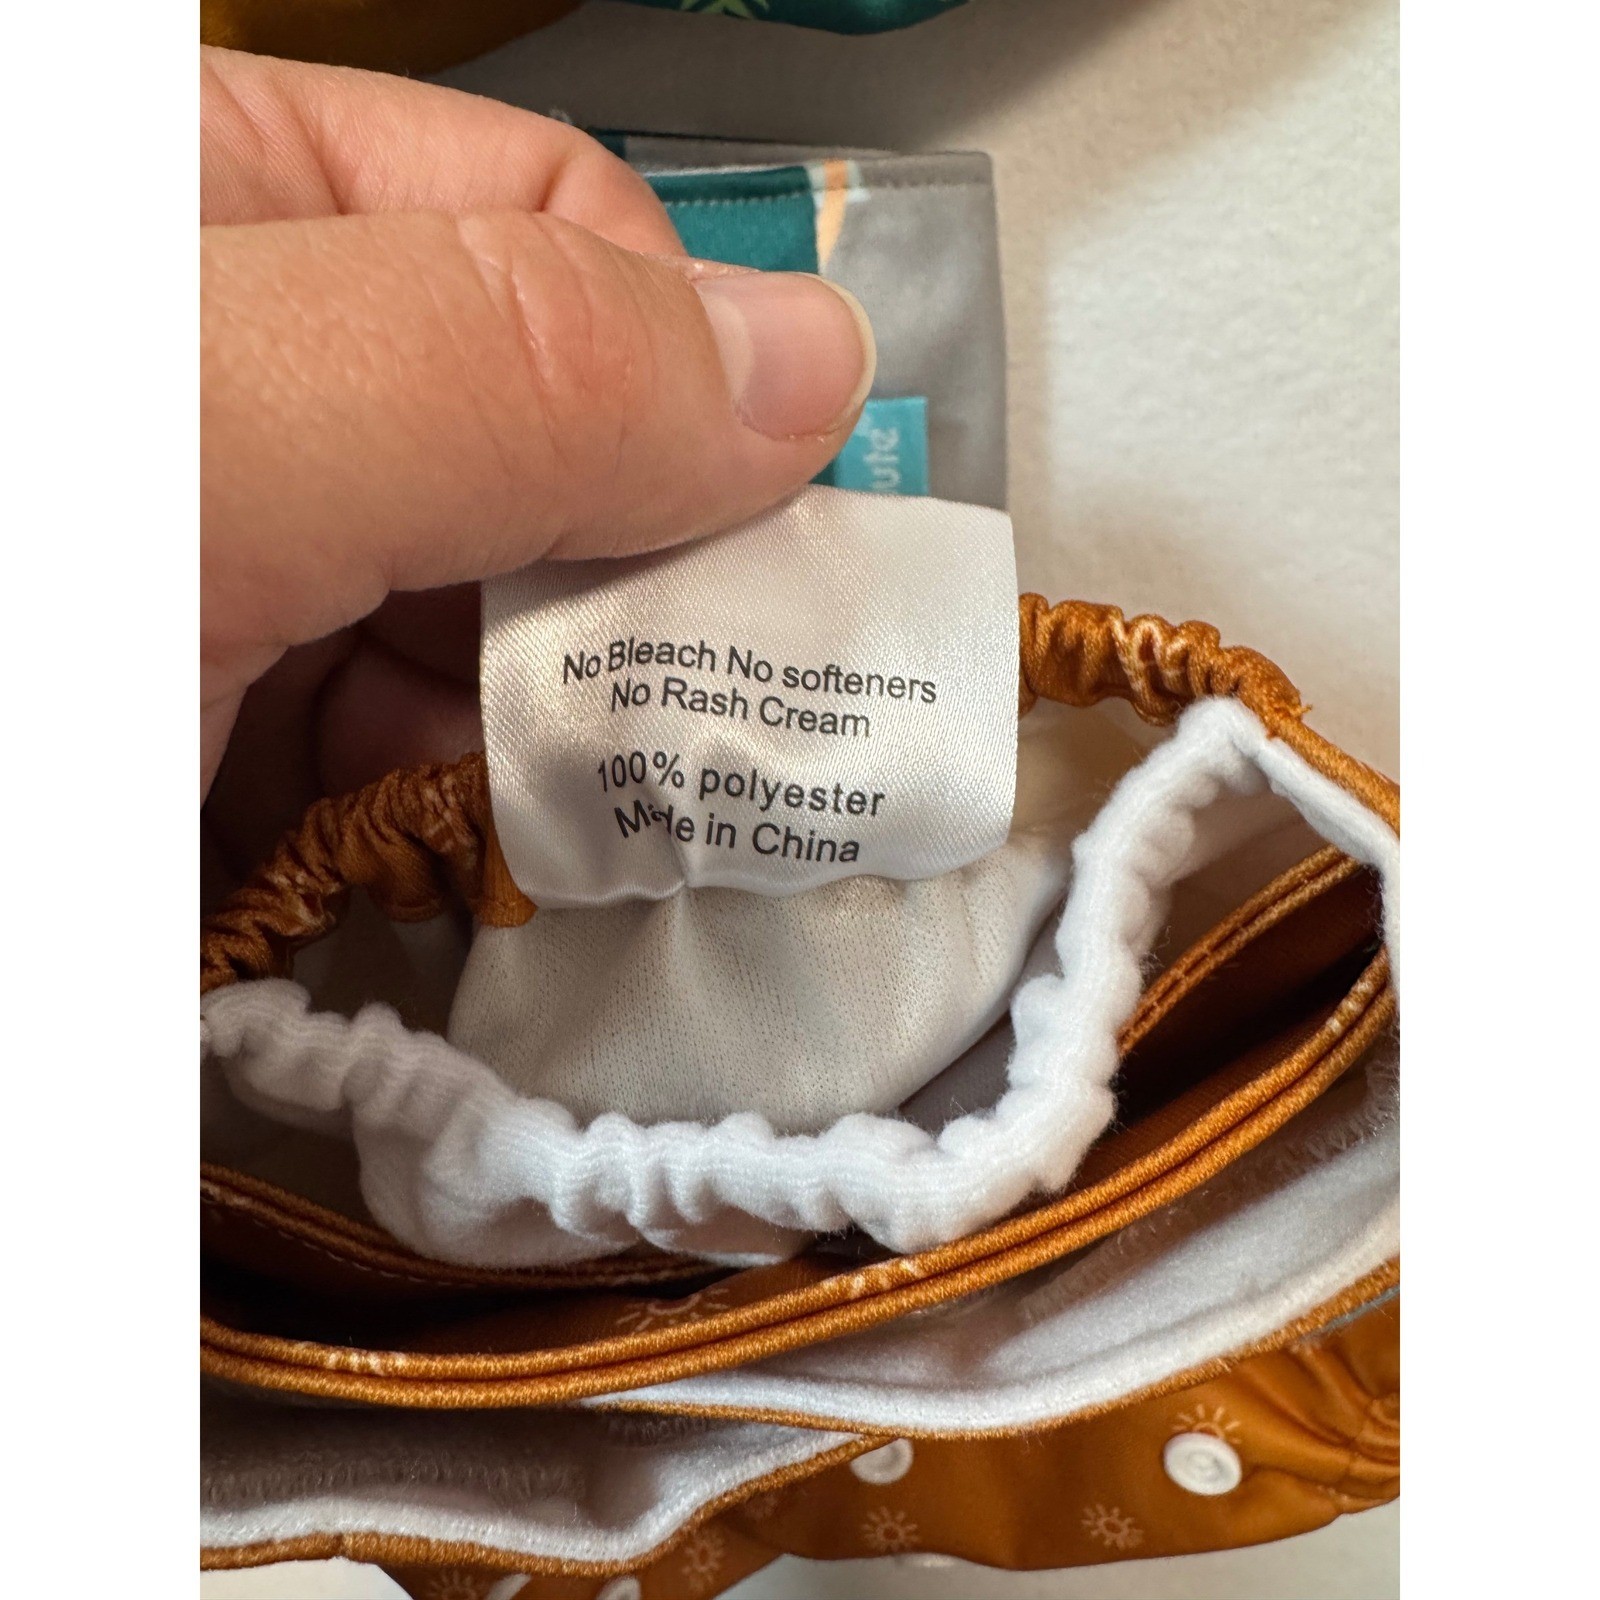 No Bleach No softeners
No Rash Cream
100% polyester
Made in China